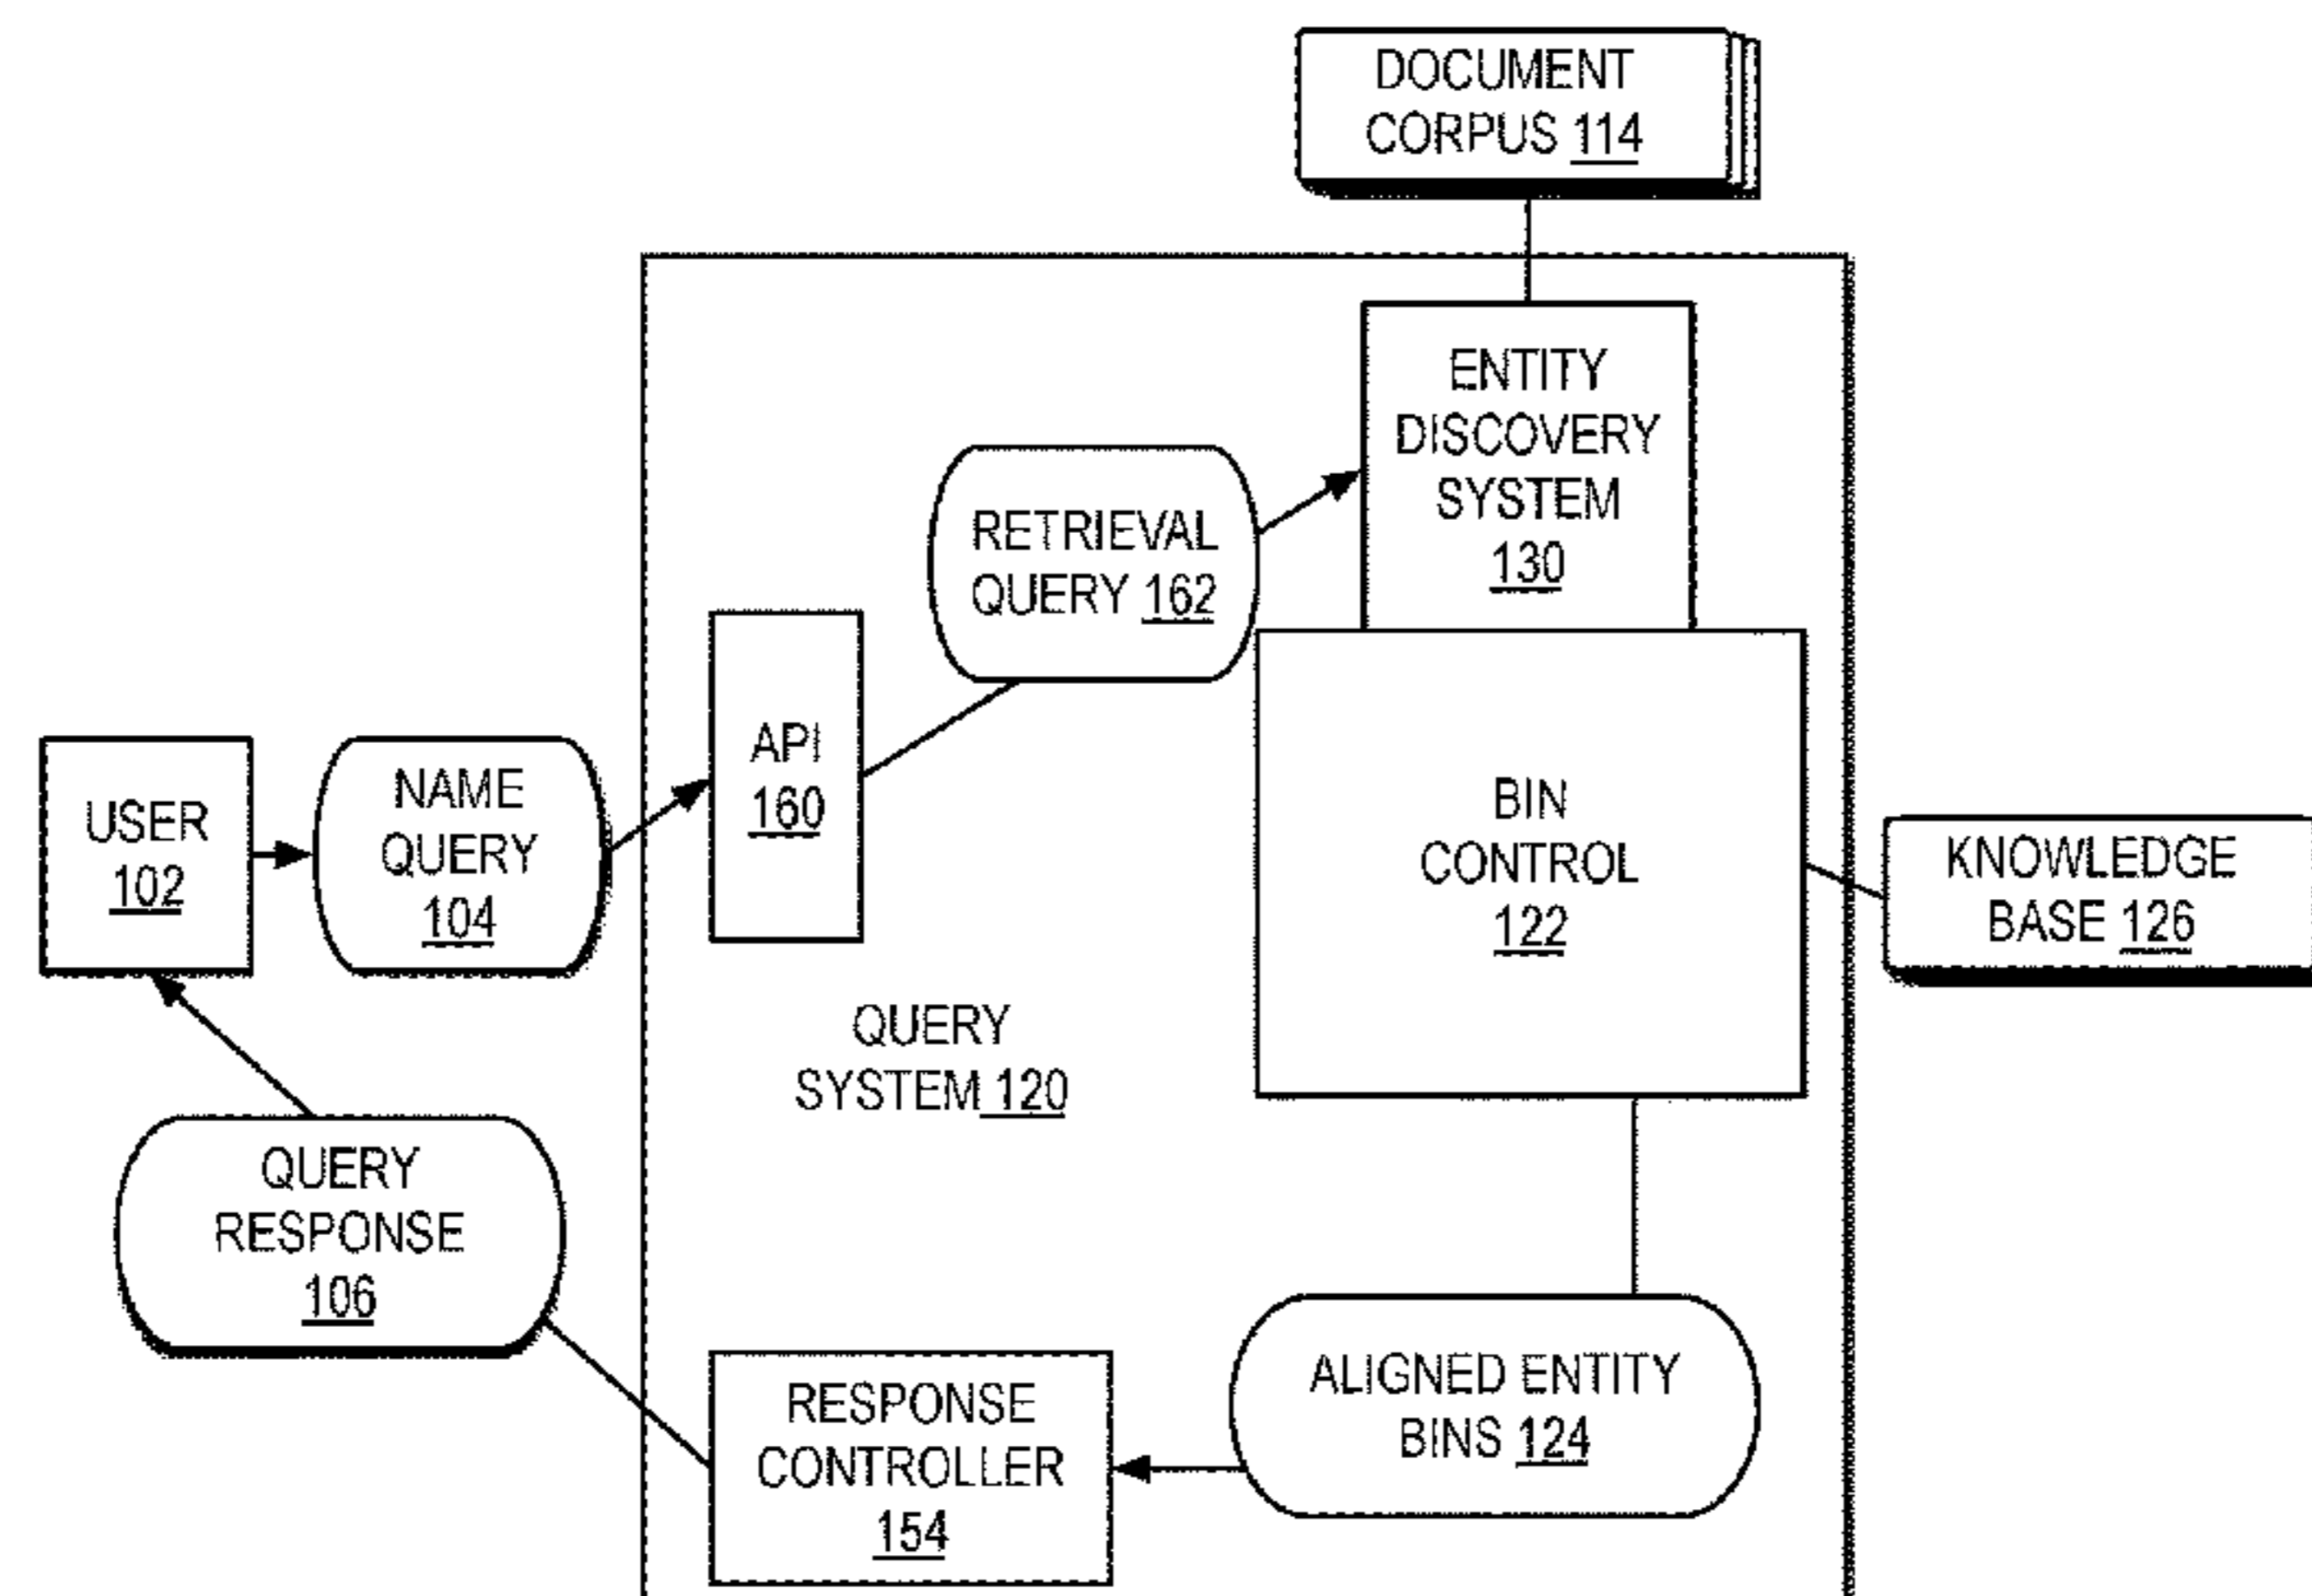 DOCUMENT
CORPUS 114
ENTITY
DISCOVERY
SYSTEM
130
RETRIEVAL
QUERY 162
API
160
USER
102
NAME
QUERY
104
BIN
CONTROL
122
KNOWLEDGE
BASE 126
QUERY
SYSTEM 120
QUERY
RESPONSE
106
RESPONSE
CONTROLLER
154
ALIGNED ENTITY
BINS 124